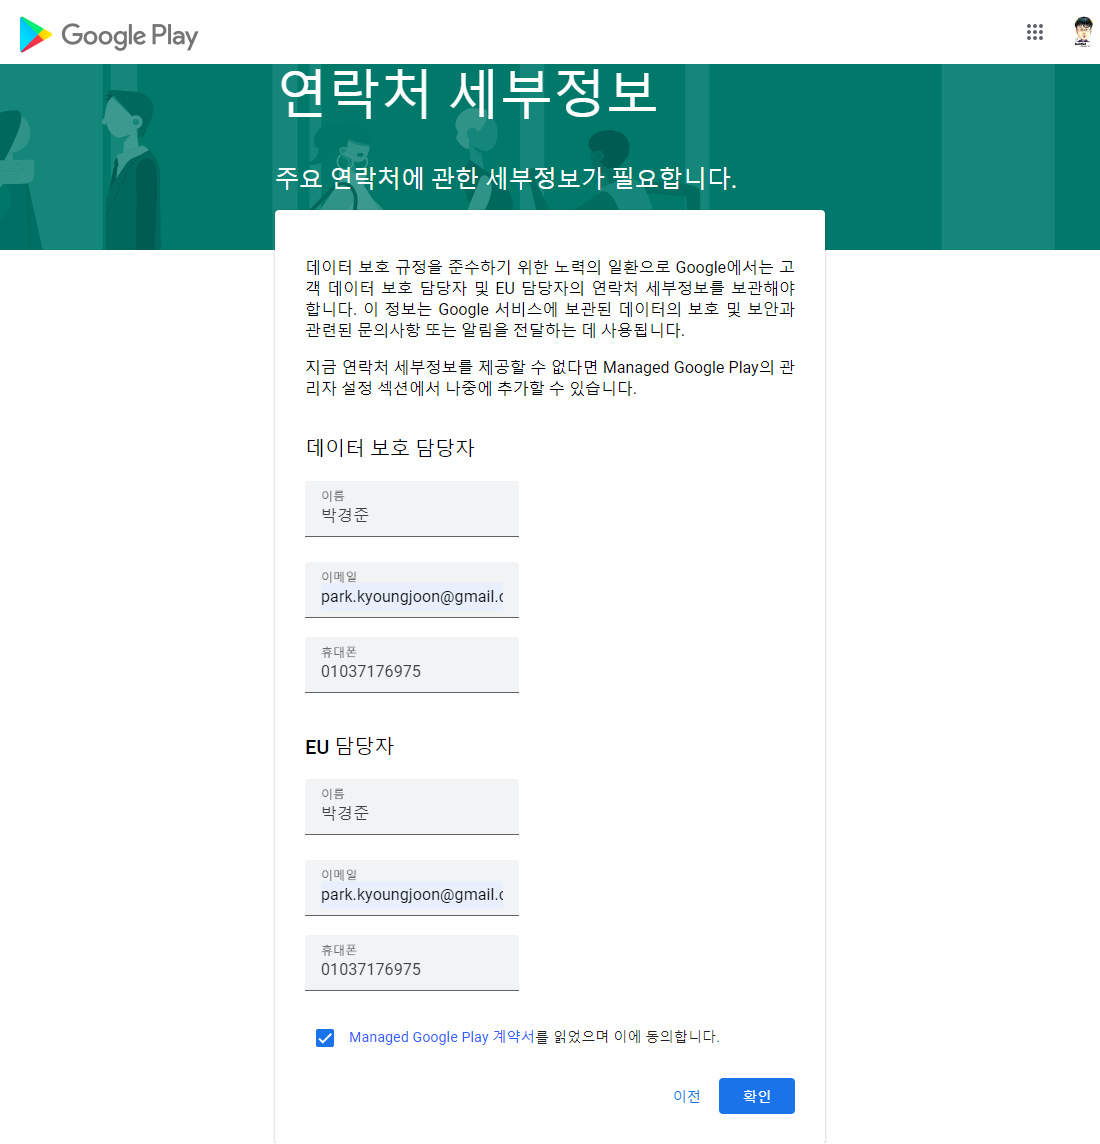 Google Play
연락처 세부정보
주요 연락처에 관한 세부정보가 필요합니다.
데이터 보호 규정을 준수하기 위한 노력의 일환으로 Google에서는 고
객 데이터 보호 담당자 및 EU 담당자의 연락처 세부정보를 보관해야
합니다. 이 정보는 Google 서비스에 보관된 데이터의 보호 및 보안과
관련된 문의사항 또는 알림을 전달하는 데 사용됩니다.
지금 연락처 세부정보를 제공할 수 없다면 Managed Google Play의 관
리자 설정 섹션에서 나중에 추가할 수 있습니다.
데이터 보호 담당자
이름
박경준
이메일
park.kyoungjoon@gmail.c
휴대폰
01037176975
EU 담당자
이름
박경준
이메일
park.kyoungjoon@gmail.c
휴대폰
01037176975
Managed Google Play 계약서를 읽었으며 이에 동의합니다.
이전
확인